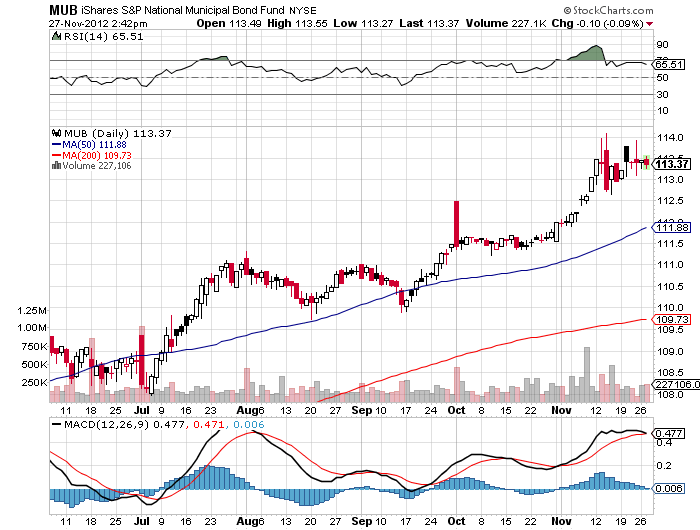 MUB iShares S&P National Municipal Bond Fund NYSE © StockCharts.com
27-Nov-2012 2:42pm Open 113.49 High 113.55 Low 113.27 Last 113.37 Volume 227.1K Chg -0.10 (-0.09%)
RSI(14) 65.51
90
70
65.51
50
30
10
MUB (Daily) 113.37
MA(50) 111.88
MA(200) 109.73
Volume 227,106
114.0
113.5
113.37
113.0
112.5
112.0
111.88
111.5
111.0
110.5
110.0
109.73
109.5
109.0
108.5
227106.0
108.0
1.25M
1.00M
750K
500K
250K
11 18 25 Jul 9 16 23 Aug 6 13 20 27 Sep 10 17 24 Oct 8 15 22 Nov 12 19 26
MACD(12,26,9) 0.477, 0.471, 0.006
0.477
0.4
0.2
0.006
11 18 25 Jul 9 16 23 Aug 6 13 20 27 Sep 10 17 24 Oct 8 15 22 Nov 12 19 26